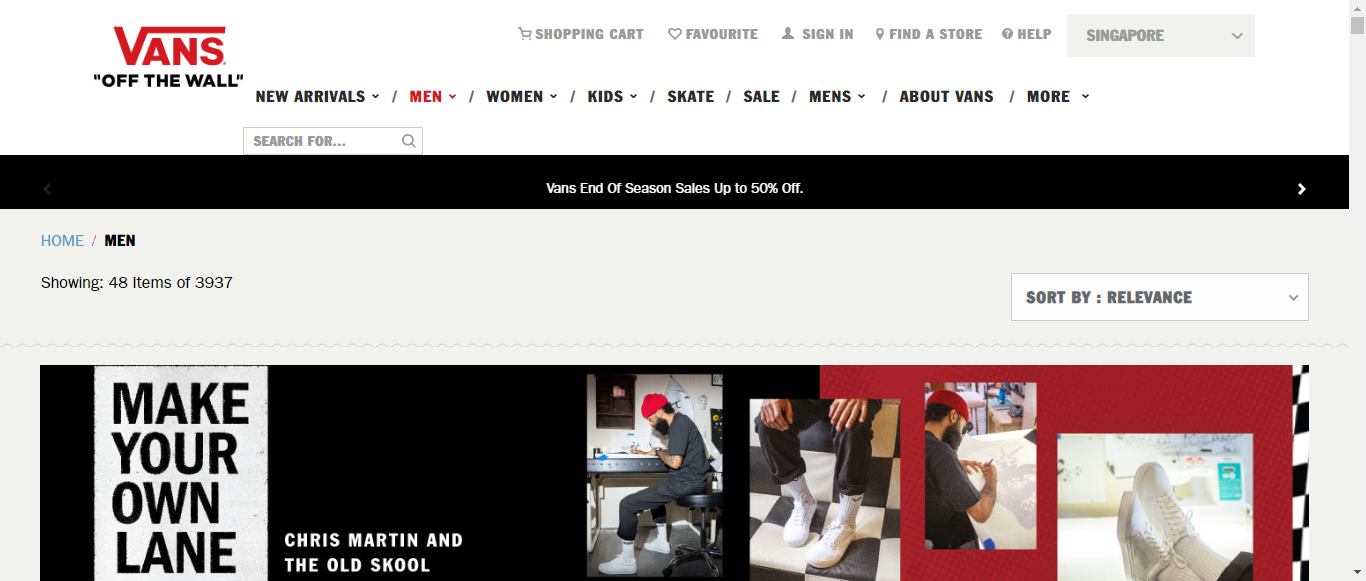 VANS
"OFF THE WALL"
SHOPPING CART
FAVOURITE
SIGN IN
FIND A STORE
HELP
SINGAPORE
NEW ARRIVALS / MEN / WOMEN / KIDS / SKATE / SALE / MENS / ABOUT VANS / MORE
SEARCH FOR...
Vans End Of Season Sales Up to 50% Off.
HOME / MEN
Showing: 48 Items of 3937
SORT BY : RELEVANCE
MAKE
YOUR
OWN
LANE
CHRIS MARTIN AND
THE OLD SKOOL